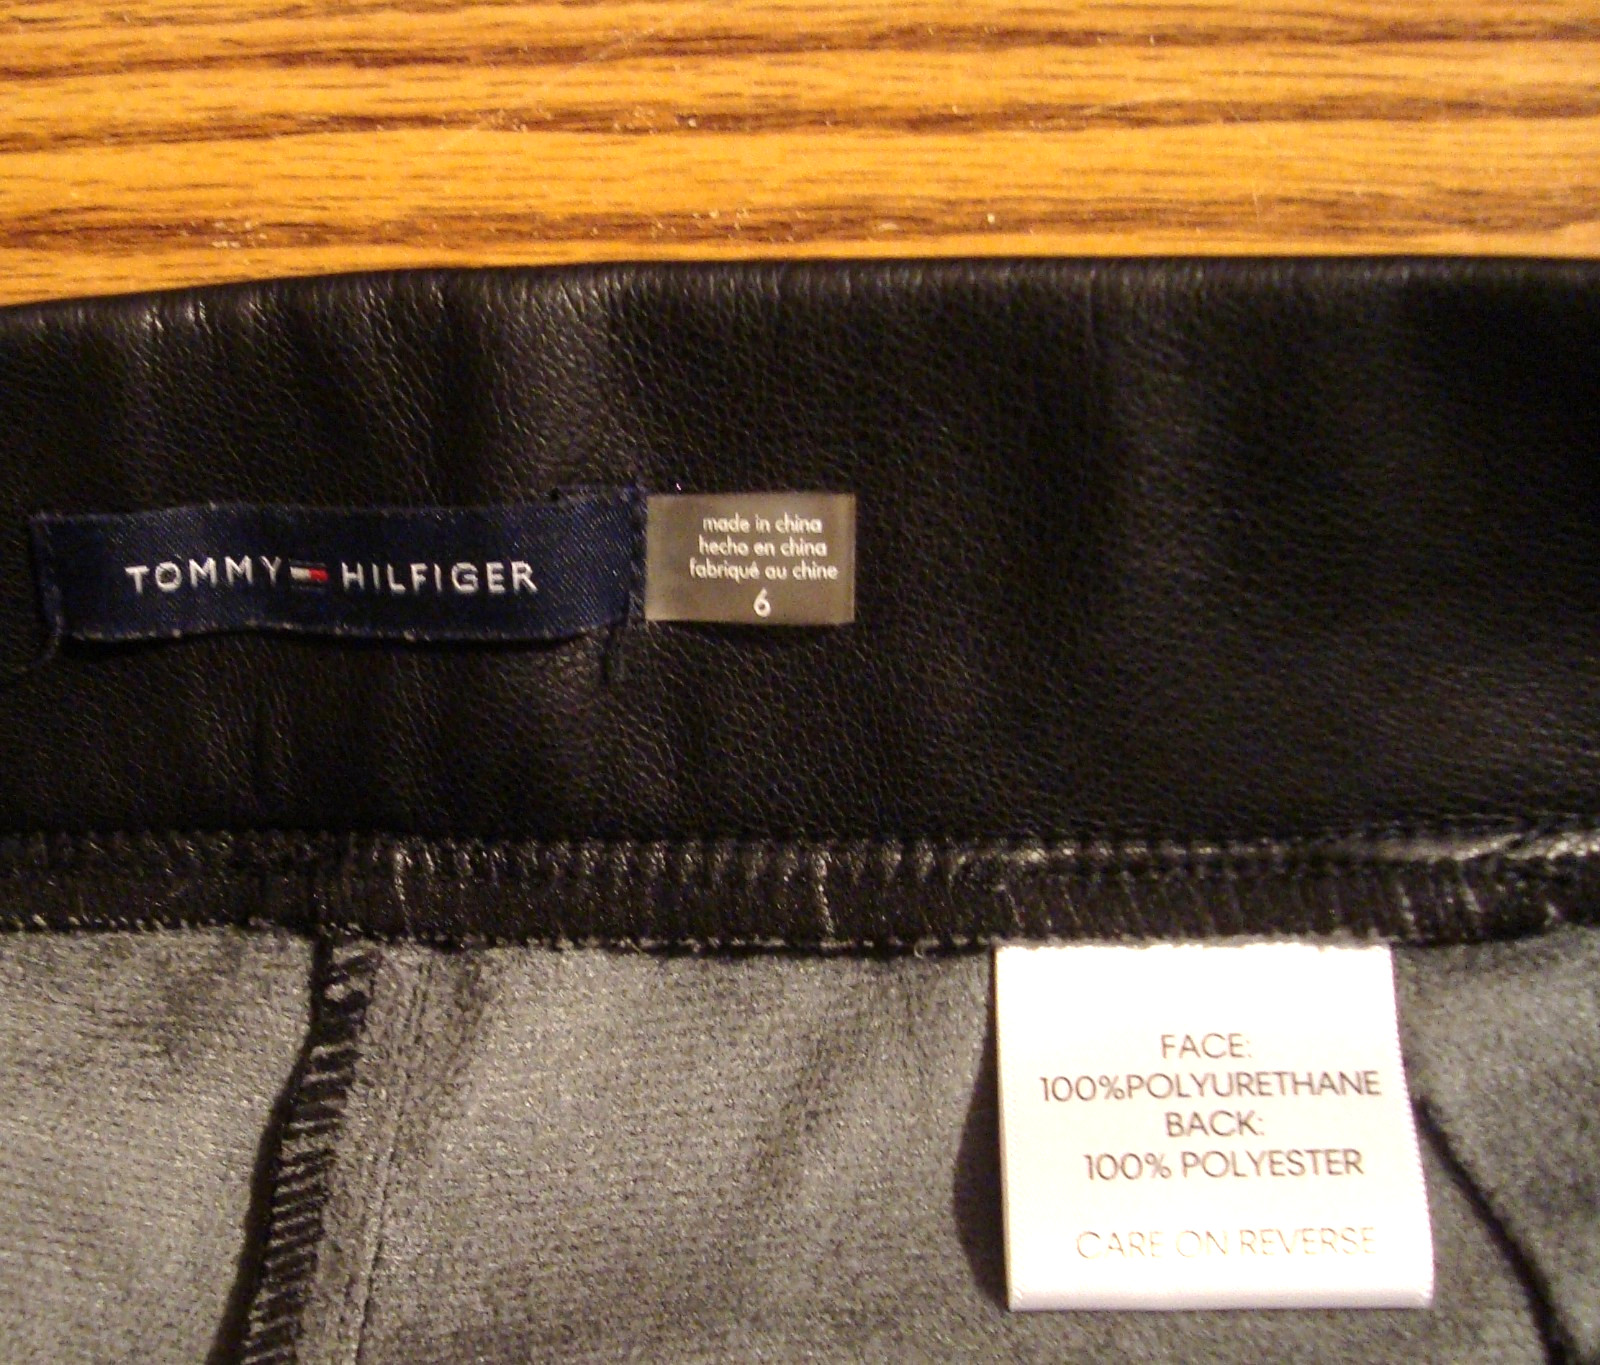 TOMMY HILFIGER
made in china
hecho en china
fabriqué au chine
6
FACE:
100%POLYURETHANE
BACK:
100% POLYESTER
CARE ON REVERSE